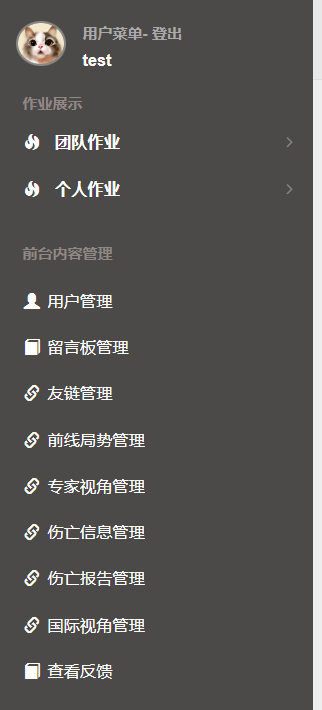 用户菜单- 登出
test
作业展示
团队作业
个人作业
前台内容管理
用户管理
留言板管理
友链管理
前线局势管理
专家视角管理
伤亡信息管理
伤亡报告管理
国际视角管理
查看反馈